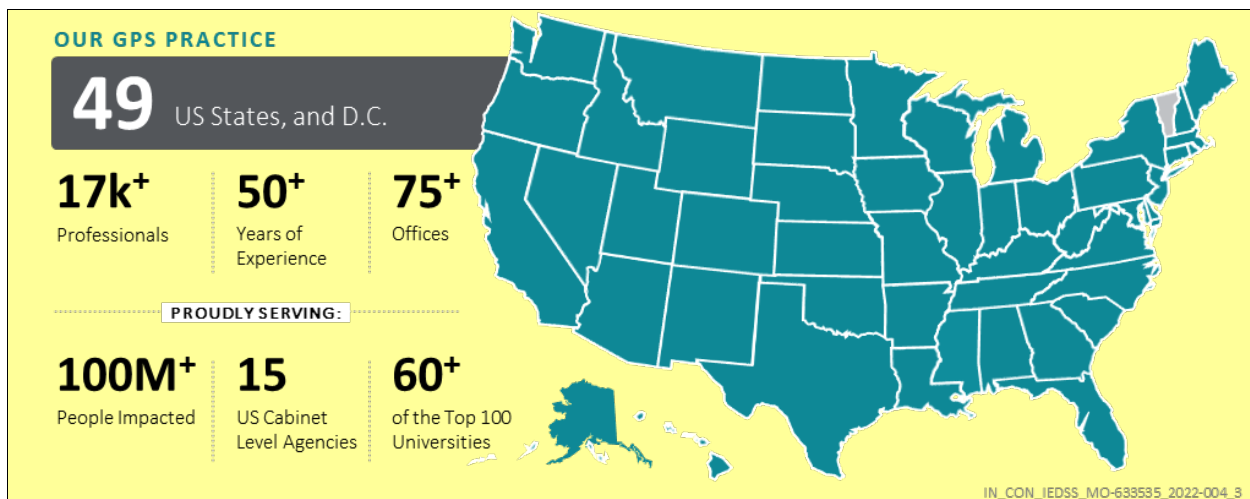 OUR GPS PRACTICE
49 US States, and D.C.
17k+
Professionals
50+
Years of
Experience
75+
Offices
PROUDLY SERVING:
100M+
People Impacted
15
US Cabinet
Level Agencies
60+
of the Top 100
Universities
IN_CON_IEDSS_MO-633535_2022-004_3